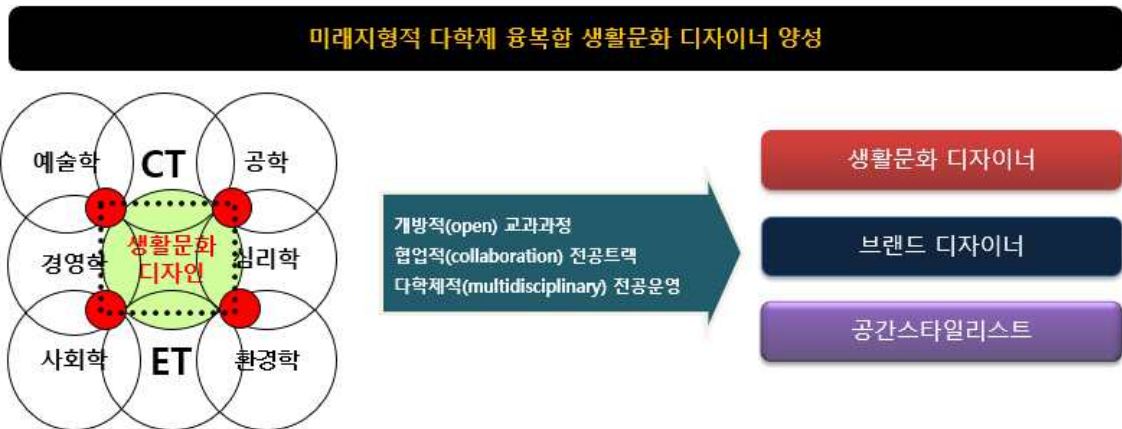 미래지형적 다학제 융복합 생활문화 디자이너 양성
예술학
CT
공학
경영학
생활문화
디자인
심리학
사회학
ET
환경학
개방적(open) 교과과정
협업적(collaboration) 전공트랙
다학제적(multidisciplinary) 전공운영
생활문화 디자이너
브랜드 디자이너
공간스타일리스트